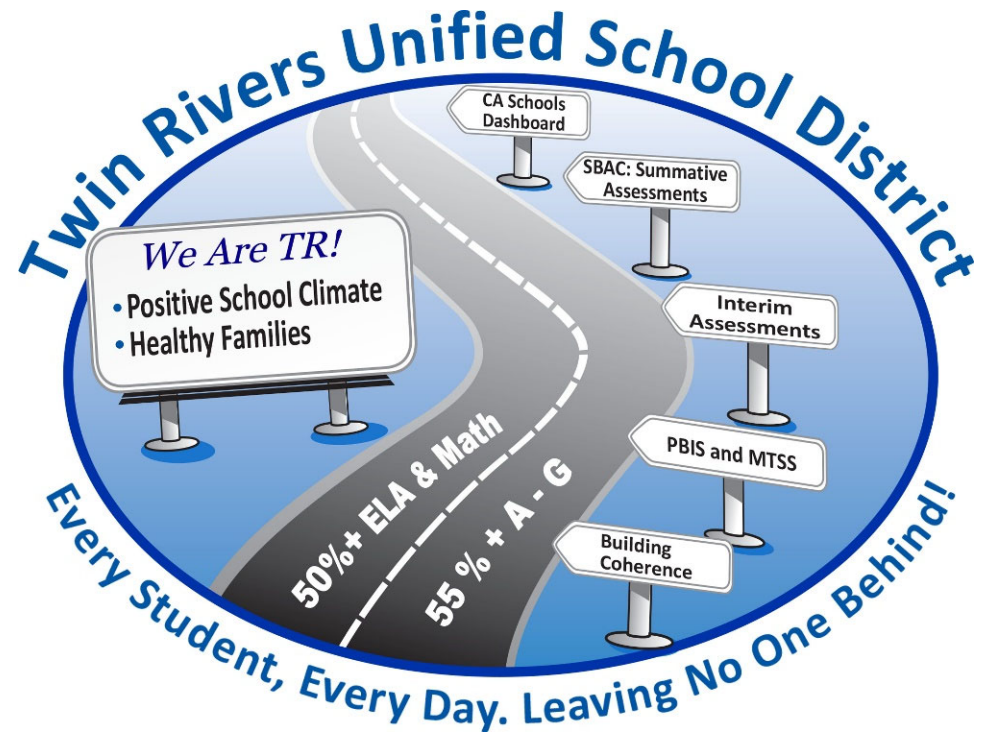 Twin Rivers Unified School District
CA Schools
Dashboard
SBAC: Summative
Assessments
We Are TR!
• Positive School Climate
• Healthy Families
Interim
Assessments
PBIS and MTSS
50%+ ELA & Math
55 % + A - G
Building
Coherence
Every Student, Every Day. Leaving No One Behind!